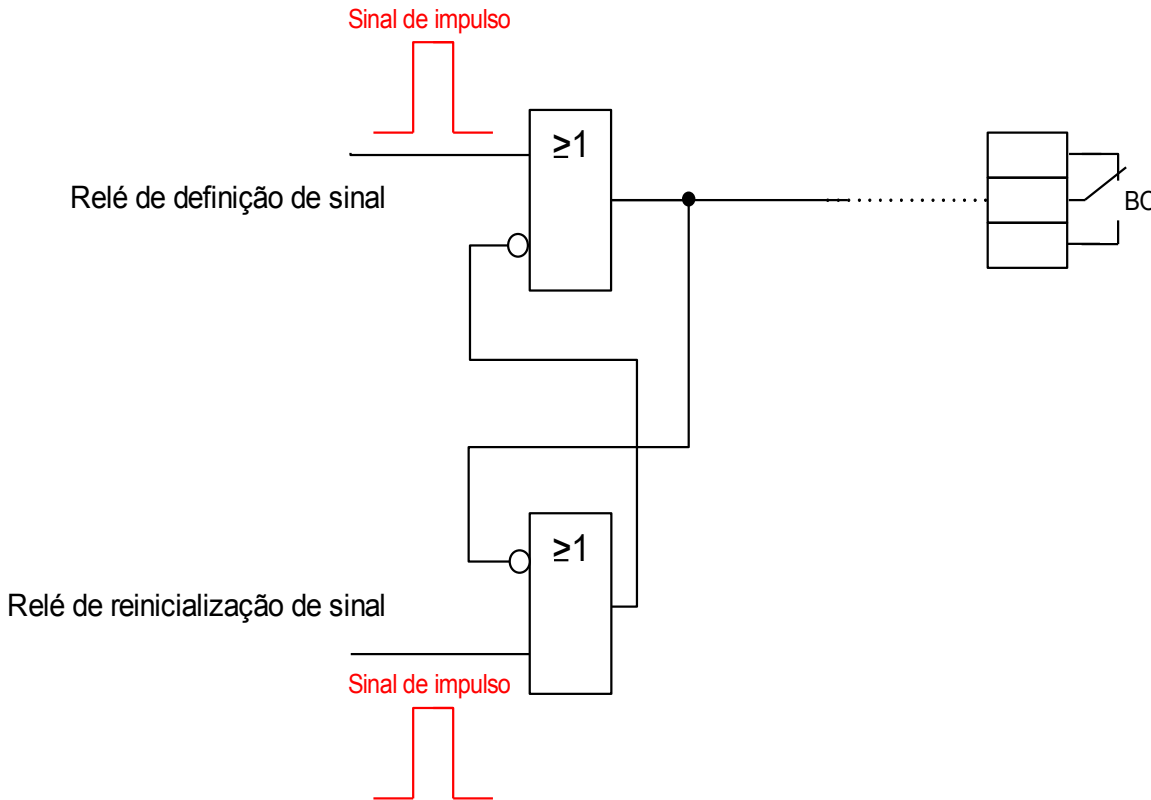 Sinal de impulso
≥1
Relé de definição de sinal
BO
≥1
Relé de reinicialização de sinal
Sinal de impulso